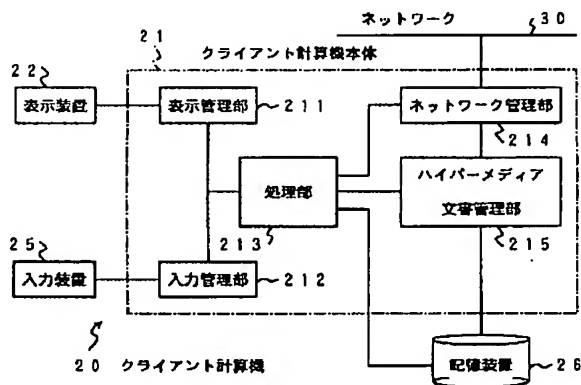 ネットワーク
30
21
クライアント計算機本体
22
表示装置
表示管理部
211
ネットワーク管理部
214
処理部
213
ハイパーメディア
文書管理部
215
25
入力装置
入力管理部
212
20 クライアント計算機
記憶装置
26